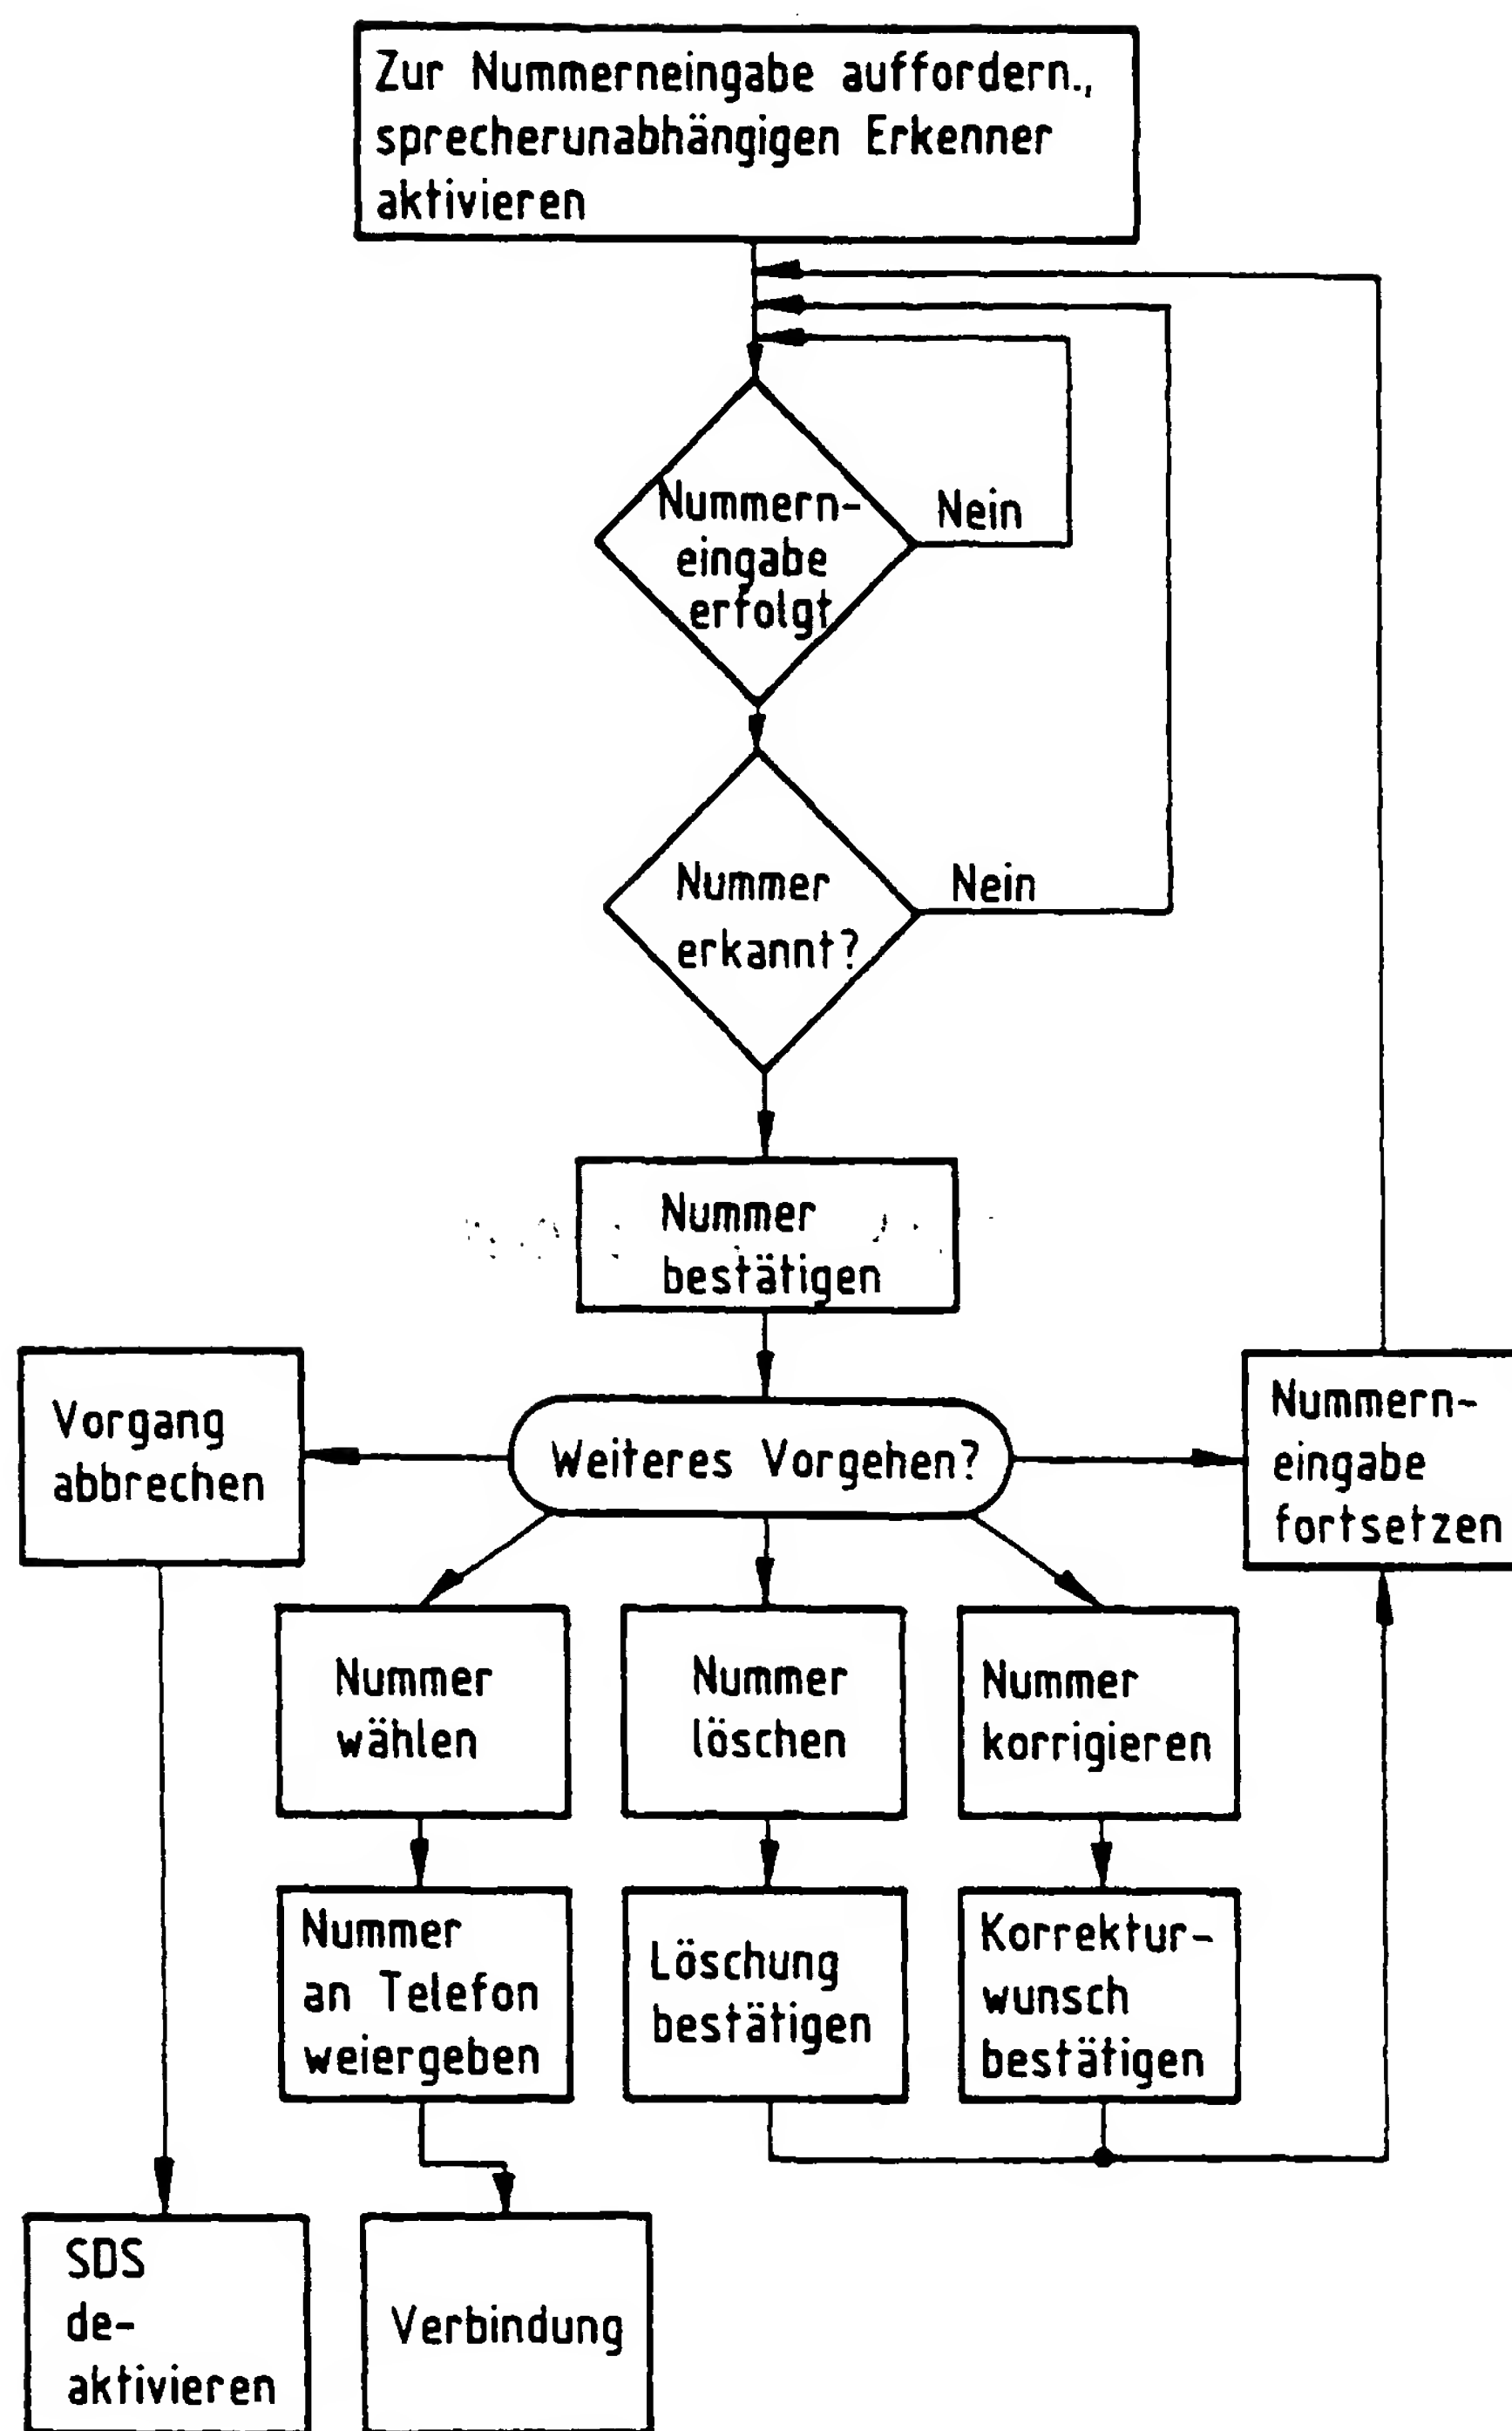 Zur Nummerneingabe auffordern.,
sprecherunabhängigen Erkenner
aktivieren
Nummern-
eingabe
erfolgt
Nein
Nummer
erkannt?
Nein
Nummer
bestätigen
Vorgang
abbrechen
Weiteres Vorgehen?
Nummern-
eingabe
fortsetzen
Nummer
wählen
Nummer
löschen
Nummer
korrigieren
Nummer
an Telefon
weiergeben
Löschung
bestätigen
Korrektur-
wunsch
bestätigen
SDS
de-
aktivieren
Verbindung